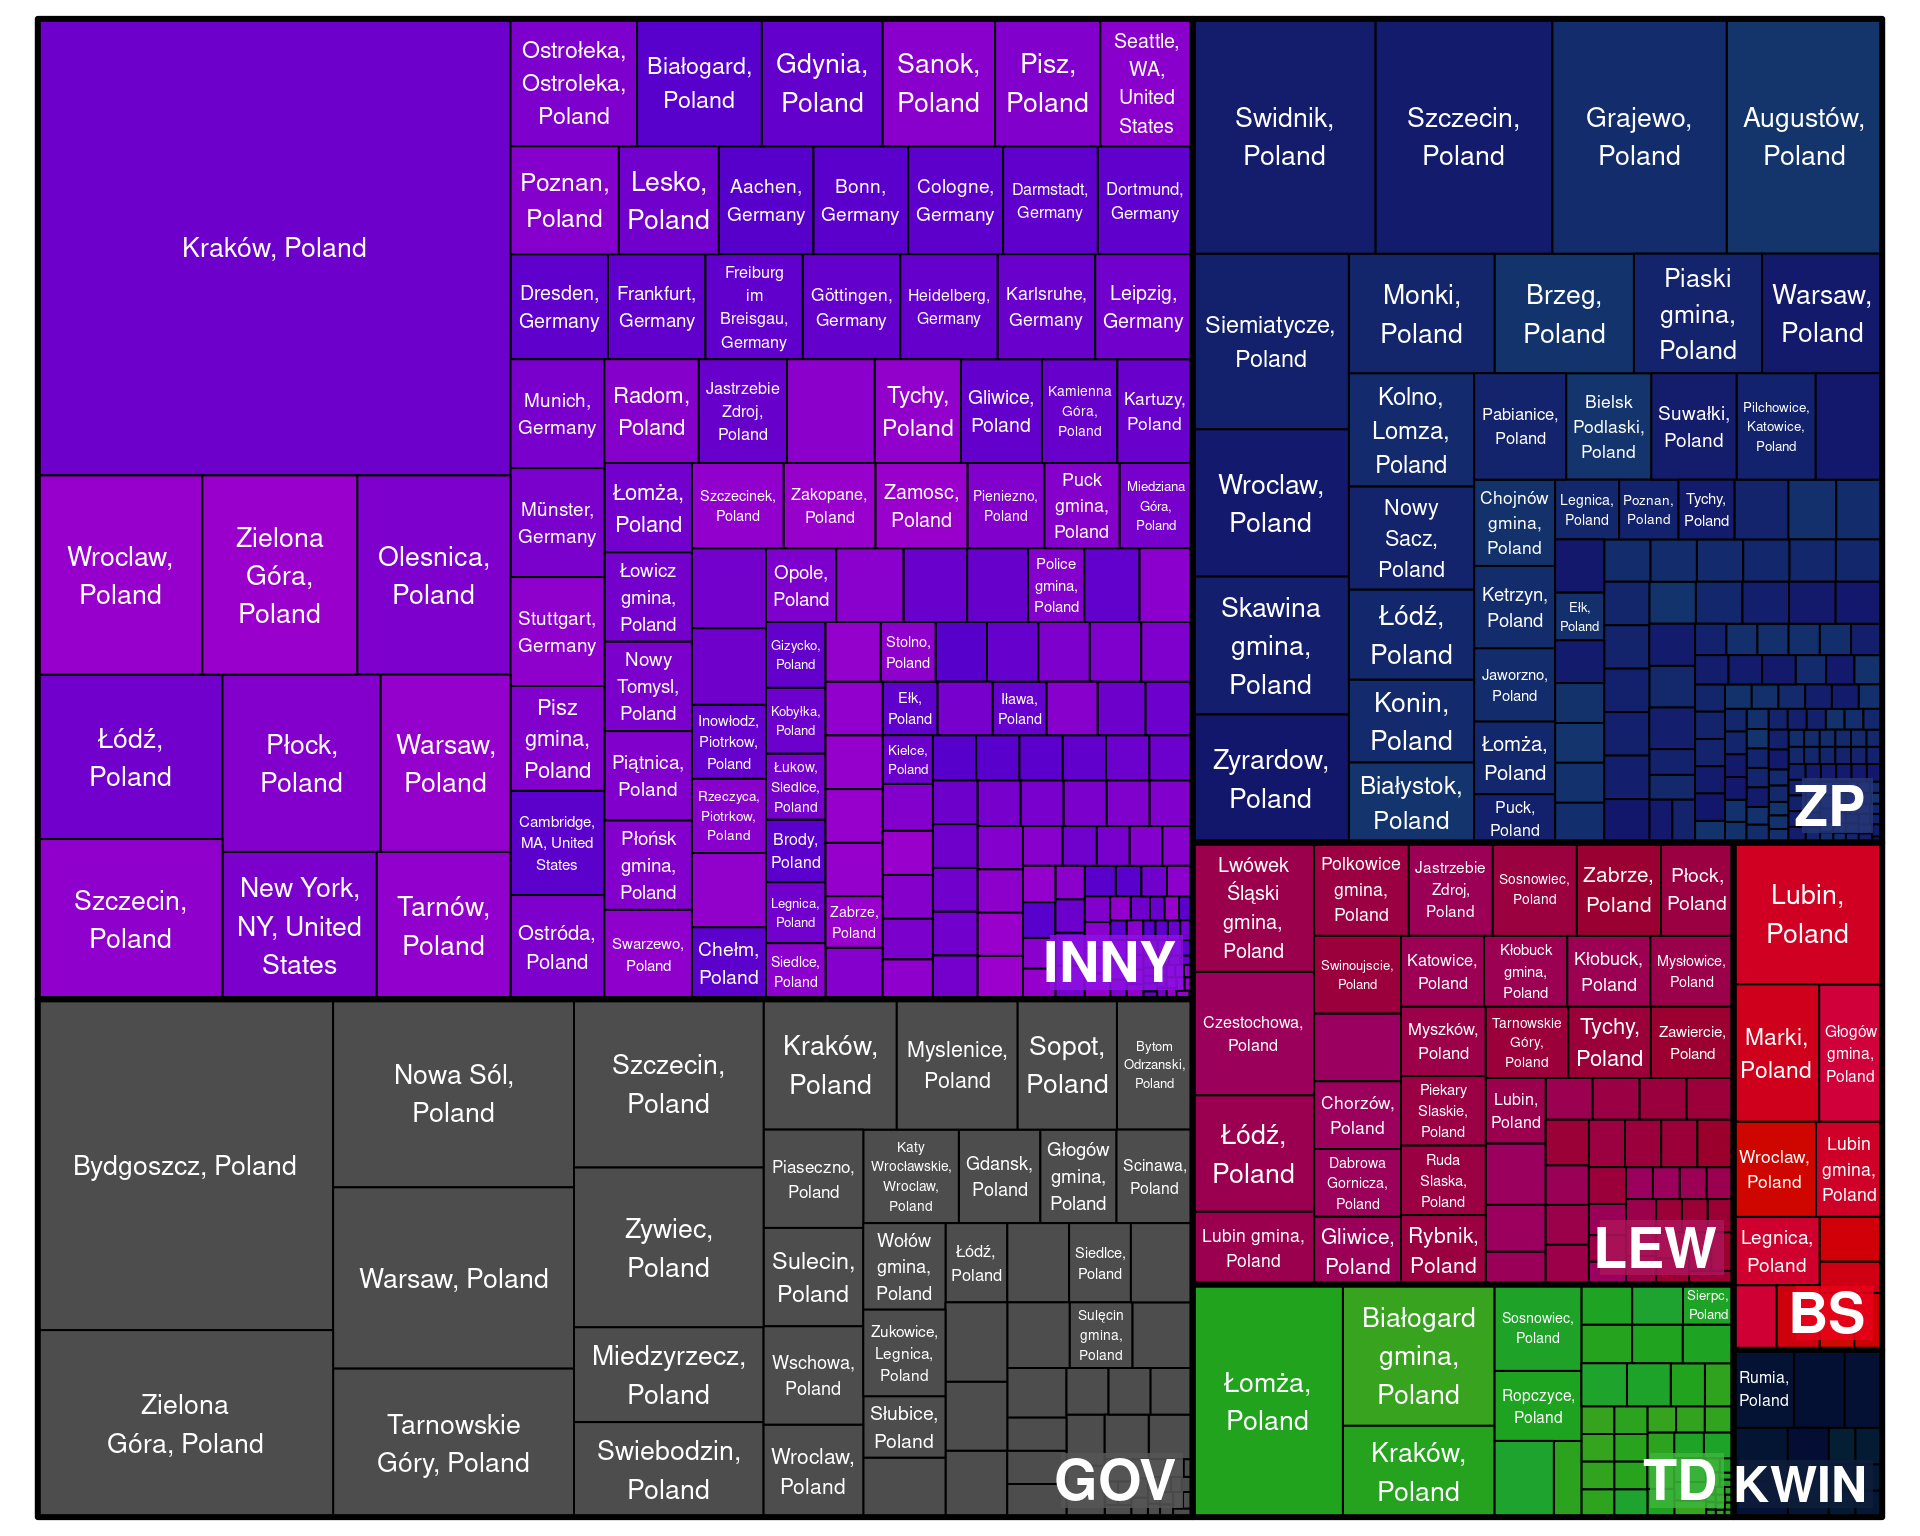 Kraków, Poland
Wroclaw,
Poland
Zielona
Góra,
Poland
Olesnica,
Poland
Łódź,
Poland
Płock,
Poland
Warsaw,
Poland
Szczecin,
Poland
New York,
NY, United
States
Tarnów,
Poland
Ostrołeka,
Ostroleka,
Poland
Białogard,
Poland
Gdynia,
Poland
Sanok,
Poland
Pisz,
Poland
Seattle,
WA,
United
States
Poznan,
Poland
Lesko,
Poland
Aachen,
Germany
Bonn,
Germany
Cologne,
Germany
Darmstadt,
Germany
Dortmund,
Germany
Dresden,
Germany
Frankfurt,
Germany
Freiburg
im
Breisgau,
Germany
Göttingen,
Germany
Heidelberg,
Germany
Karlsruhe,
Germany
Leipzig,
Germany
Munich,
Germany
Münster,
Germany
Stuttgart,
Germany
Pisz
gmina,
Poland
Cambridge,
MA, United
States
Ostróda,
Poland
Radom,
Poland
Jastrzebie
Zdroj,
Poland
Tychy,
Poland
Gliwice,
Poland
Kamienna
Góra,
Poland
Kartuzy,
Poland
Łomża,
Poland
Łowicz
gmina,
Poland
Nowy
Tomysl,
Poland
Piątnica,
Poland
Płońsk
gmina,
Poland
Swarzewo,
Poland
Szczecinek,
Poland
Zakopane,
Poland
Zamosc,
Poland
Pieniezno,
Poland
Puck
gmina,
Poland
Miedziana
Góra,
Poland
Inowłodz,
Piotrkow,
Poland
Rzeczyca,
Piotrkow,
Poland
Chełm,
Poland
Opole,
Poland
Police
gmina,
Poland
Gizycko,
Poland
Kobyłka,
Poland
Łukow,
Siedlce,
Poland
Brody,
Poland
Legnica,
Poland
Siedlce,
Poland
Stolno,
Poland
Ełk,
Poland
Iława,
Poland
Kielce,
Poland
Zabrze,
Poland
INNY
Swidnik,
Poland
Szczecin,
Poland
Grajewo,
Poland
Augustów,
Poland
Siemiatycze,
Poland
Wroclaw,
Poland
Skawina
gmina,
Poland
Zyrardow,
Poland
Monki,
Poland
Brzeg,
Poland
Piaski
gmina,
Poland
Warsaw,
Poland
Kolno,
Lomza,
Poland
Nowy
Sacz,
Poland
Łódź,
Poland
Konin,
Poland
Białystok,
Poland
Pabianice,
Poland
Bielsk
Podlaski,
Poland
Suwałki,
Poland
Pilchowice,
Katowice,
Poland
Chojnów
gmina,
Poland
Ketrzyn,
Poland
Jaworzno,
Poland
Łomża,
Poland
Puck,
Poland
Legnica,
Poland
Poznan,
Poland
Tychy,
Poland
Ełk,
Poland
ZP
Bydgoszcz, Poland
Zielona
Góra, Poland
Nowa Sól,
Poland
Warsaw, Poland
Tarnowskie
Góry, Poland
Szczecin,
Poland
Zywiec,
Poland
Miedzyrzecz,
Poland
Swiebodzin,
Poland
Kraków,
Poland
Myslenice,
Poland
Sopot,
Poland
Bytom
Odrzanski,
Poland
Piaseczno,
Poland
Sulecin,
Poland
Wschowa,
Poland
Wroclaw,
Poland
Katy
Wrocławskie,
Wroclaw,
Poland
Gdansk,
Poland
Głogów
gmina,
Poland
Scinawa,
Poland
Wołów
gmina,
Poland
Zukowice,
Legnica,
Poland
Słubice,
Poland
Łódź,
Poland
Siedlce,
Poland
Sulęcin
gmina,
Poland
GOV
Lwówek
Śląski
gmina,
Poland
Czestochowa,
Poland
Łódź,
Poland
Lubin gmina,
Poland
Polkowice
gmina,
Poland
Jastrzebie
Zdroj,
Poland
Sosnowiec,
Poland
Zabrze,
Poland
Płock,
Poland
Swinoujscie,
Poland
Chorzów,
Poland
Dabrowa
Gornicza,
Poland
Gliwice,
Poland
Katowice,
Poland
Kłobuck
gmina,
Poland
Kłobuck,
Poland
Mysłowice,
Poland
Myszków,
Poland
Tarnowskie
Góry,
Poland
Tychy,
Poland
Zawiercie,
Poland
Piekary
Slaskie,
Poland
Ruda
Slaska,
Poland
Rybnik,
Poland
Lubin,
Poland
LEW
Lubin,
Poland
Marki,
Poland
Głogów
gmina,
Poland
Wroclaw,
Poland
Lubin
gmina,
Poland
Legnica,
Poland
BS
Łomża,
Poland
Białogard
gmina,
Poland
Kraków,
Poland
Sosnowiec,
Poland
Ropczyce,
Poland
Sierpc,
Poland
TD
Rumia,
Poland
KWIN